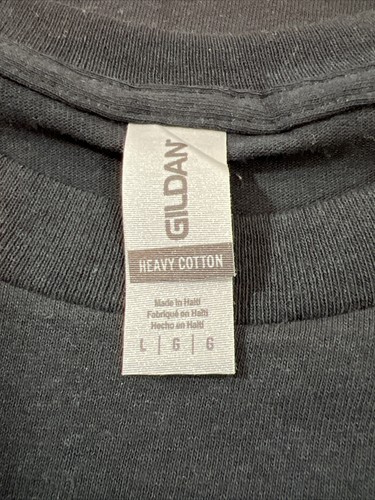 GILDAN
HEAVY COTTON
Made in Haiti
Fabriqué en Haïti
Hecho en Haití
L | G | G